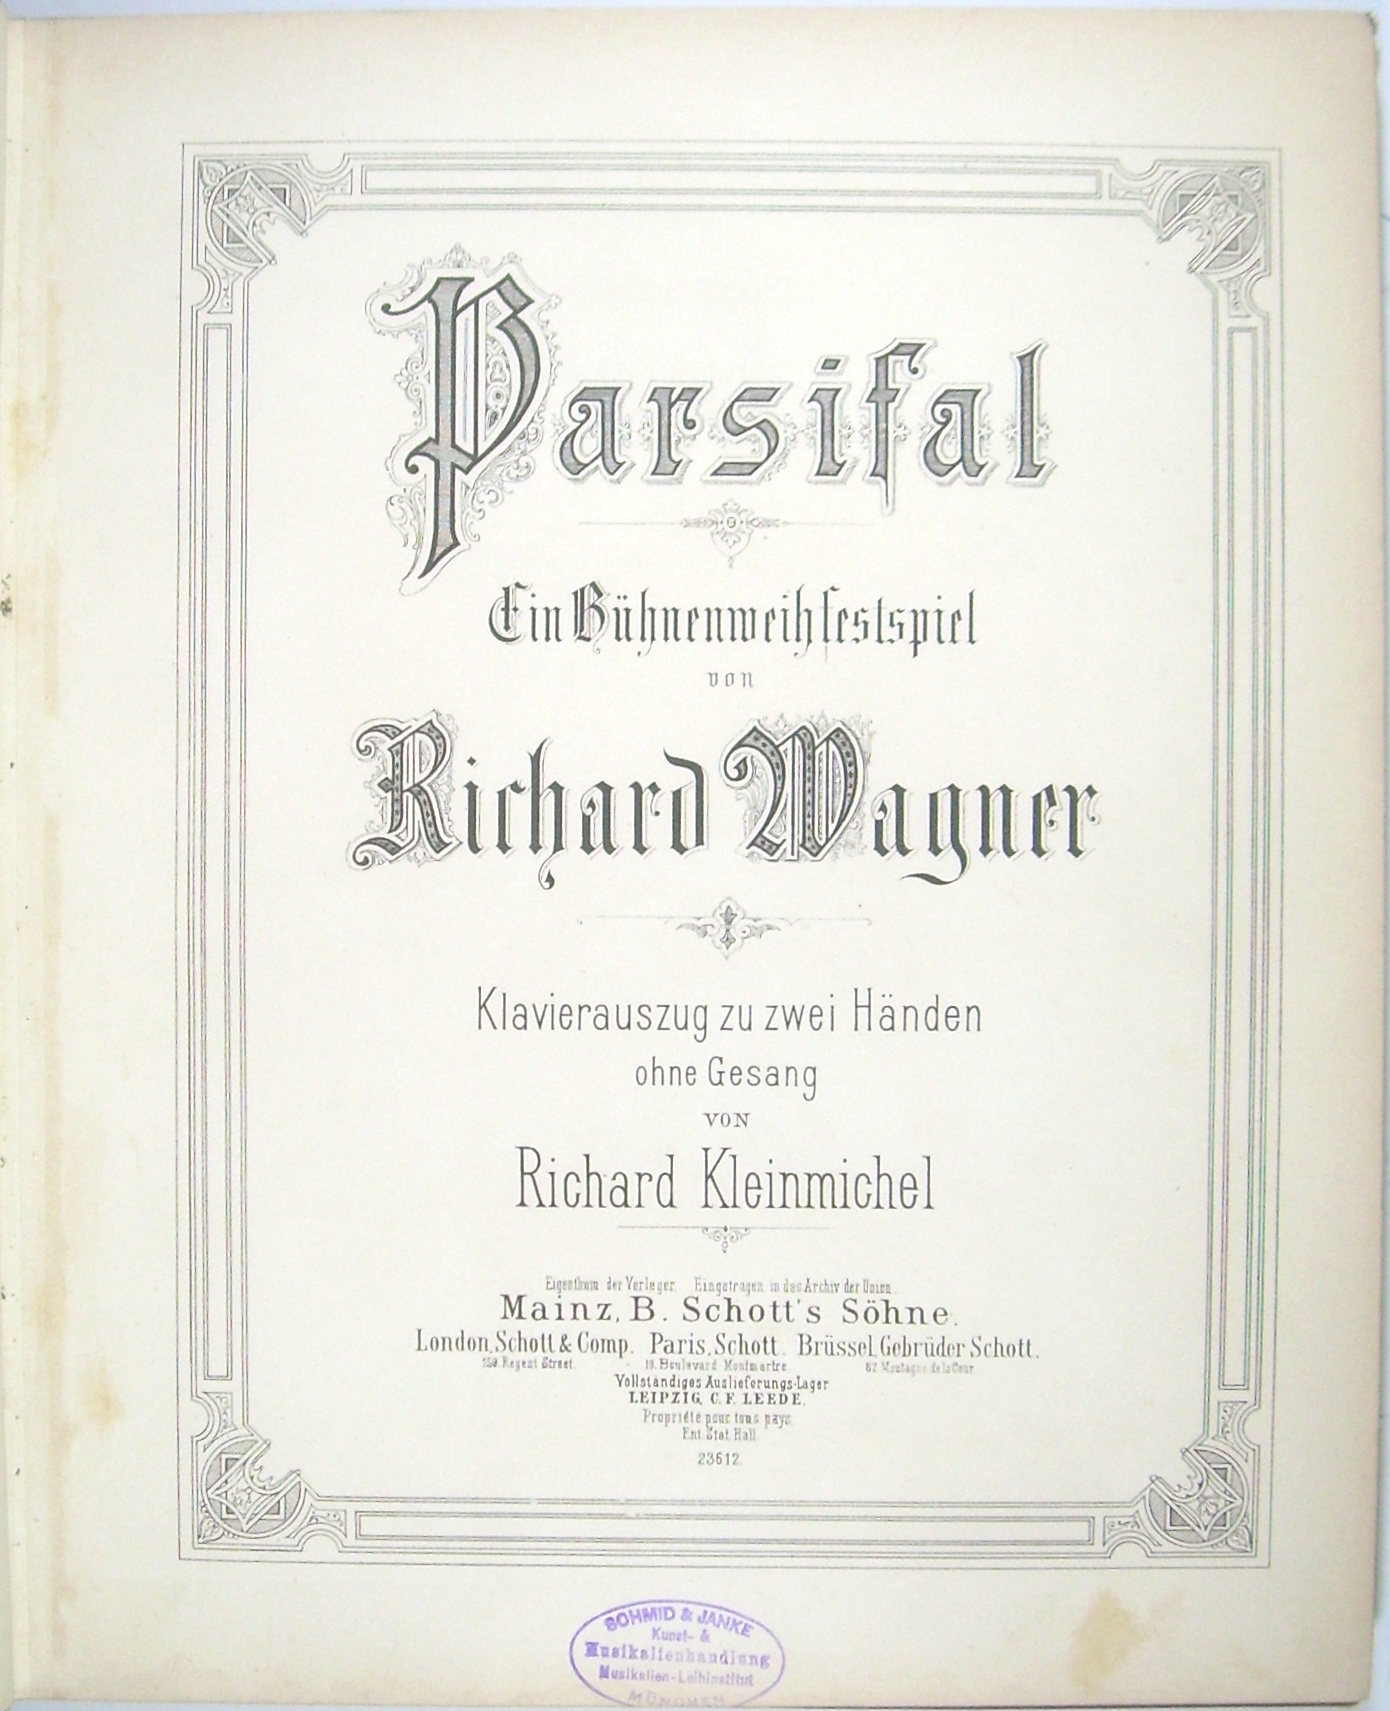 Parsifal
Ein Bühnenweihfestspiel
von
Richard Wagner
Klavierauszug zu zwei Händen
ohne Gesang
VON
Richard Kleinmichel
Eigenthum der Verleger. Eingetragen in das Archiv der Union.
Mainz, B. Schott's Söhne.
London, Schott & Comp. Paris, Schott. Brüssel, Gebrüder Schott.
159, Regent Street. 19, Boulevard Montmartre. 82 Montagne de la Cour
Vollständiges Auslieferungs-Lager
LEIPZIG, C. F. LEEDE.
Propriété pour tous pays.
Ent. Stat. Hall
23612.
SCHMID & JANKE
Kunst- &
Musikalienhandlung
Musikalien-Leihinstitut
MÜNCHEN